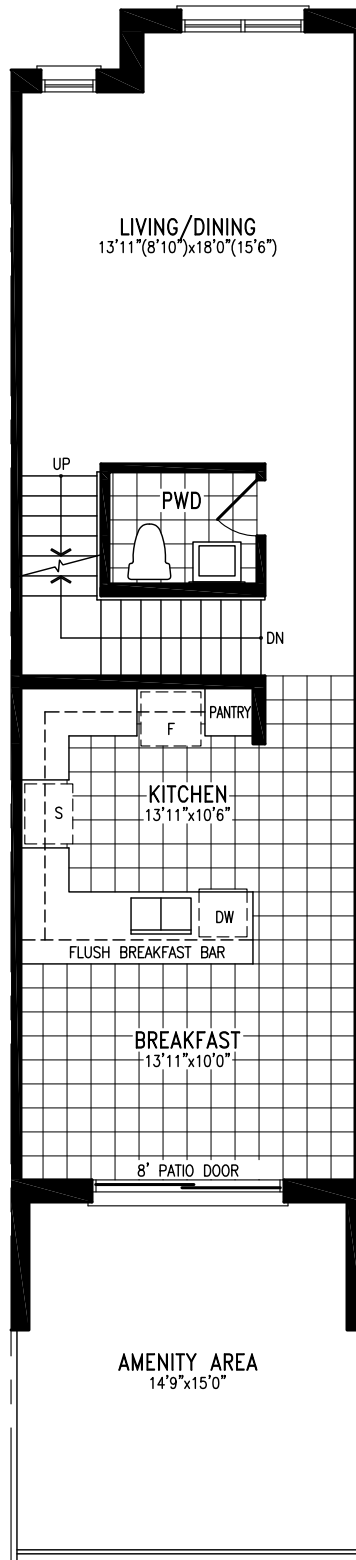 LIVING/DINING
13'11"(8'10")x18'0"(15'6")
UP
PWD
DN
PANTRY
F
KITCHEN
13'11"x10'6"
S
DW
FLUSH BREAKFAST BAR
BREAKFAST
13'11"x10'0"
8' PATIO DOOR
AMENITY AREA
14'9"x15'0"